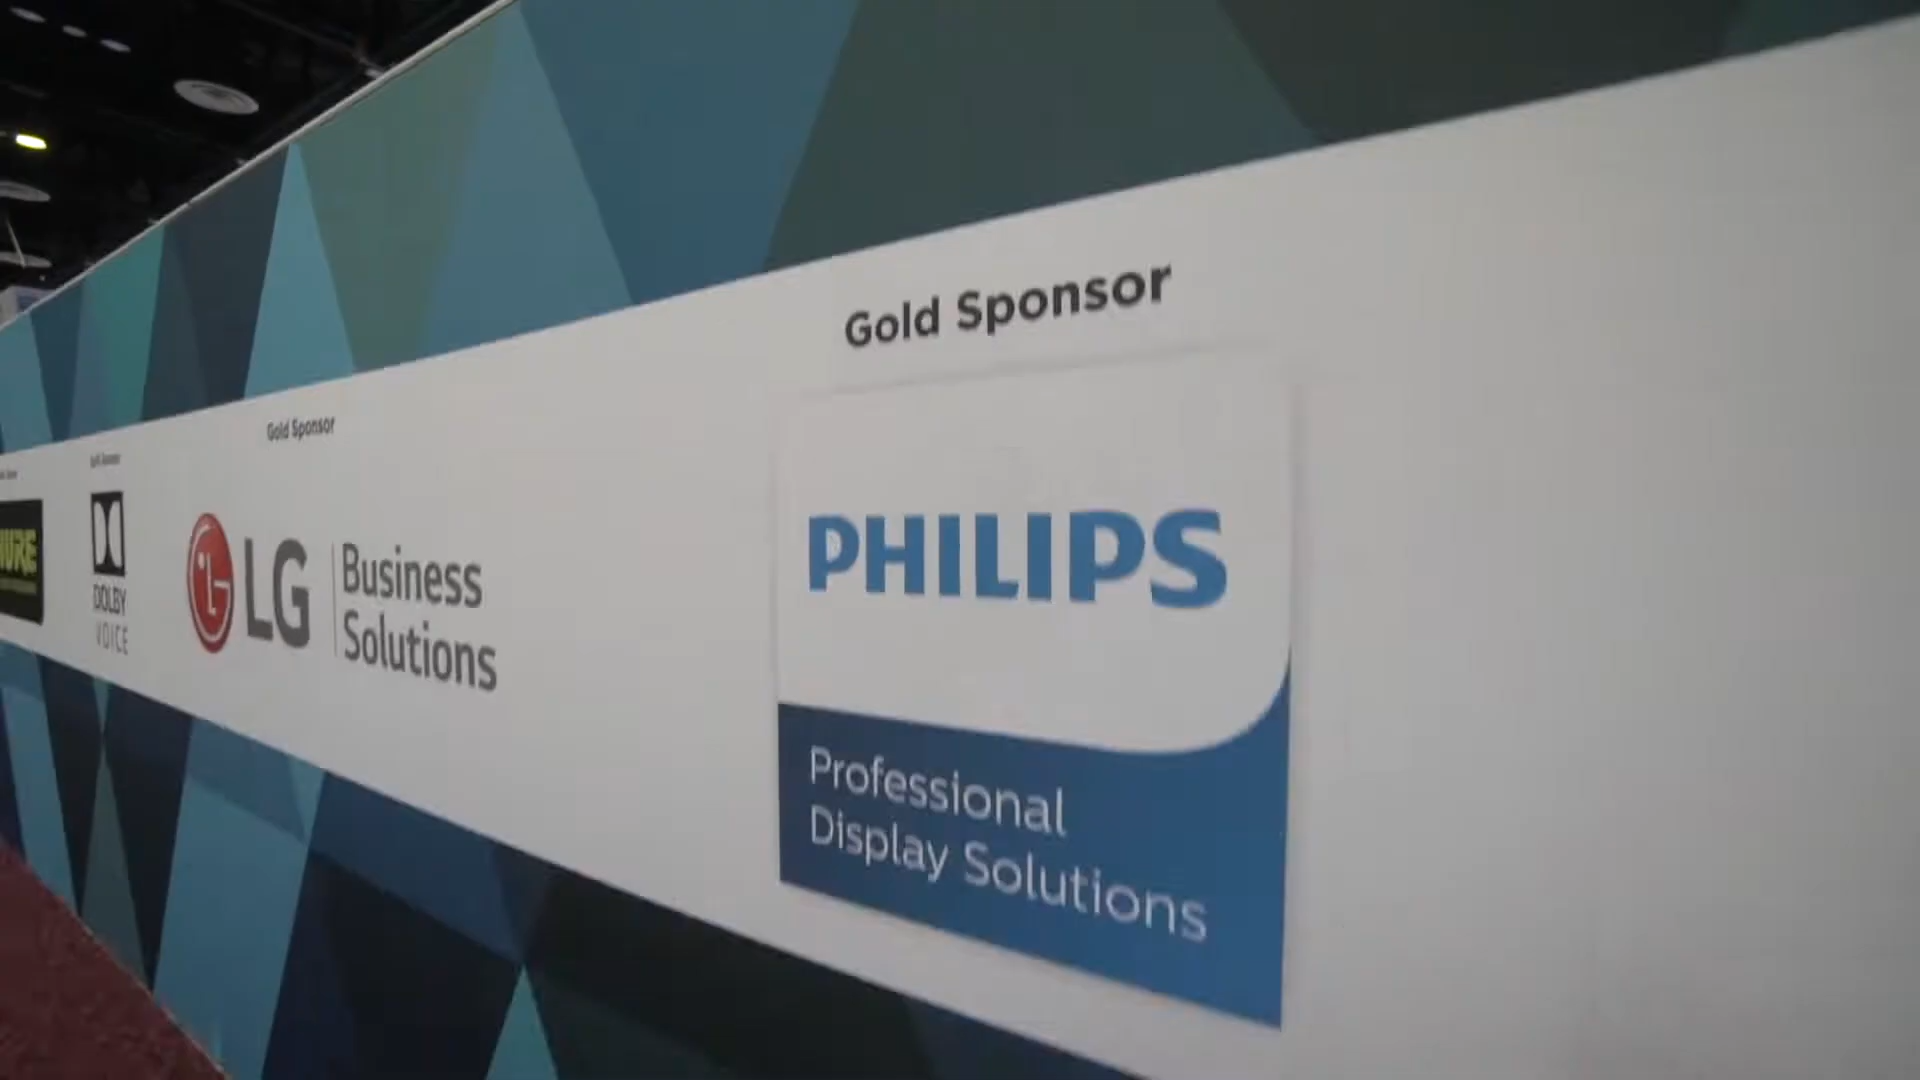 Gold Sponsor
PHILIPS
Professional
Display Solutions
Gold Sponsor
LG
Business
Solutions
DOLBY
VOICE